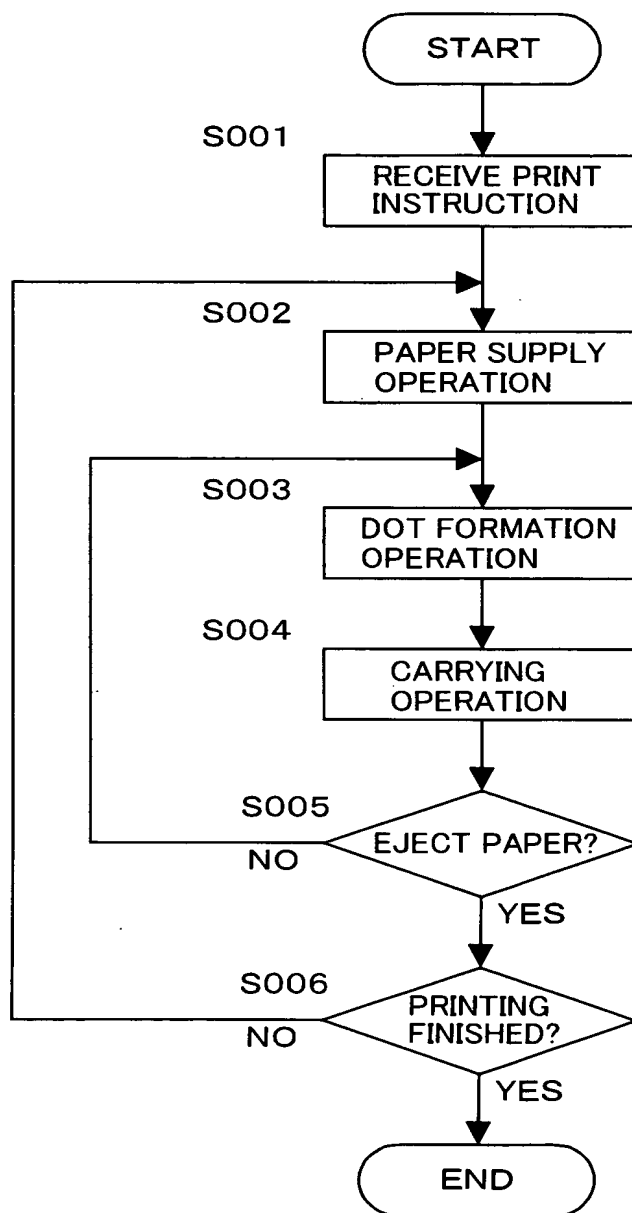 START
S001
RECEIVE PRINT
INSTRUCTION
S002
PAPER SUPPLY
OPERATION
S003
DOT FORMATION
OPERATION
S004
CARRYING
OPERATION
S005
EJECT PAPER?
NO
YES
S006
PRINTING
FINISHED?
NO
YES
END